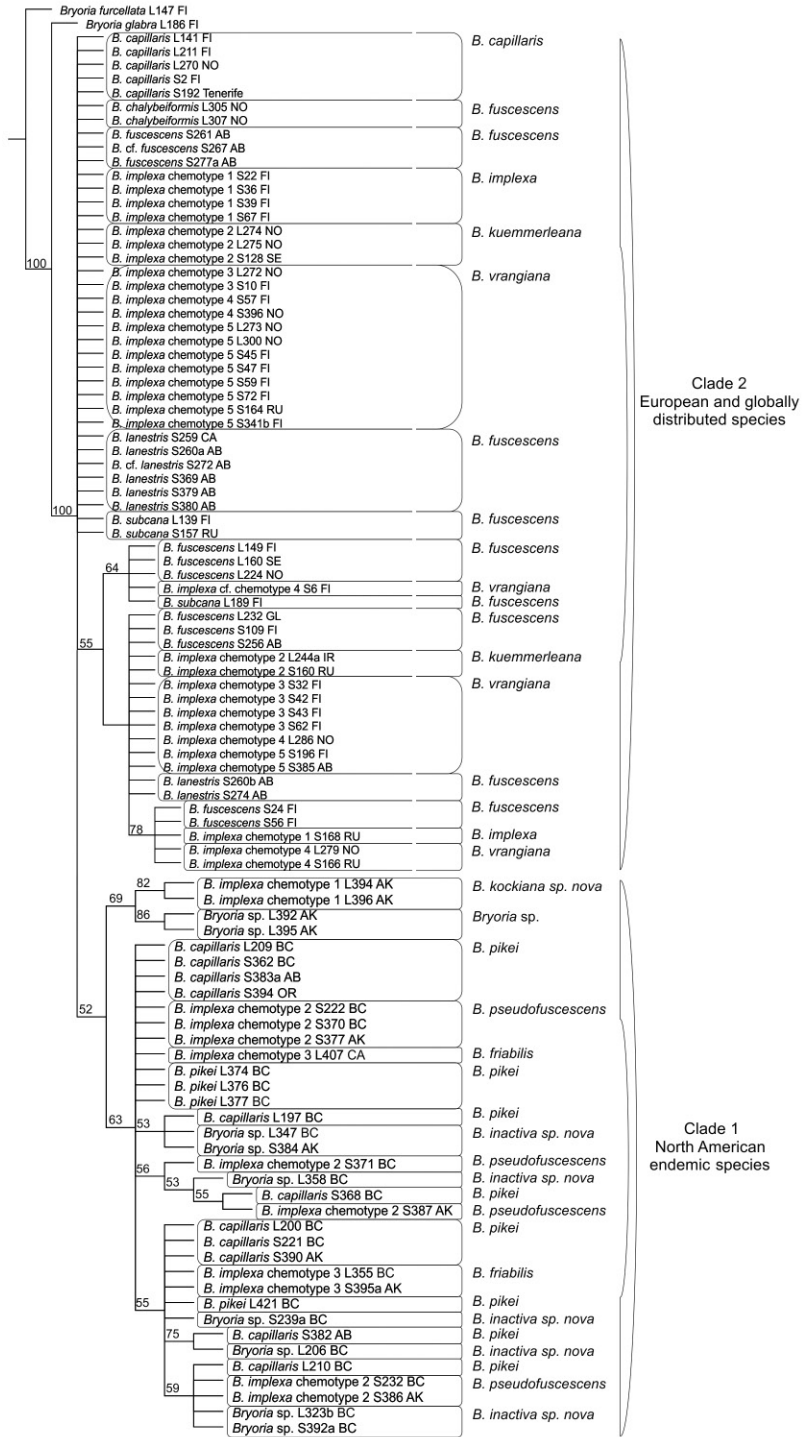 Bryoria furcellata L147 FI
Bryoria glabra L186 FI
B. capillaris L141 FI B. capillaris
B. capillaris L211 FI
B. capillaris L270 NO
B. capillaris S2 FI
B. capillaris S192 Tenerife
B. chalybeiformis L305 NO B. fuscescens
B. chalybeiformis L307 NO
B. fuscescens S261 AB B. fuscescens
B. cf. fuscescens S267 AB
B. fuscescens S277a AB
B. implexa chemotype 1 S22 FI B. implexa
B. implexa chemotype 1 S36 FI
B. implexa chemotype 1 S39 FI
B. implexa chemotype 1 S67 FI
B. implexa chemotype 2 L274 NO B. kuemmerleana
B. implexa chemotype 2 L275 NO
B. implexa chemotype 2 S128 SE
100
B. implexa chemotype 3 L272 NO B. vrangiana
B. implexa chemotype 3 S10 FI
B. implexa chemotype 4 S57 FI
B. implexa chemotype 4 S396 NO
B. implexa chemotype 5 L273 NO
B. implexa chemotype 5 L300 NO
B. implexa chemotype 5 S45 FI
B. implexa chemotype 5 S47 FI
B. implexa chemotype 5 S59 FI
B. implexa chemotype 5 S72 FI
B. implexa chemotype 5 S164 RU
B. implexa chemotype 5 S341b FI
Clade 2
European and globally
distributed species
B. lanestris S259 CA B. fuscescens
B. lanestris S260a AB
B. cf. lanestris S272 AB
B. lanestris S369 AB
B. lanestris S379 AB
B. lanestris S380 AB
100
B. subcana L139 FI B. fuscescens
B. subcana S157 RU
B. fuscescens L149 FI B. fuscescens
B. fuscescens L160 SE
64
B. fuscescens L224 NO
B. implexa cf. chemotype 4 S6 FI B. vrangiana
B. subcana L189 FI B. fuscescens
B. fuscescens L232 GL B. fuscescens
B. fuscescens S109 FI
B. fuscescens S256 AB
55
B. implexa chemotype 2 L244a IR B. kuemmerleana
B. implexa chemotype 2 S160 RU
B. implexa chemotype 3 S32 FI B. vrangiana
B. implexa chemotype 3 S42 FI
B. implexa chemotype 3 S43 FI
B. implexa chemotype 3 S62 FI
B. implexa chemotype 4 L286 NO
B. implexa chemotype 5 S196 FI
B. implexa chemotype 5 S385 AB
B. lanestris S260b AB B. fuscescens
B. lanestris S274 AB
B. fuscescens S24 FI B. fuscescens
B. fuscescens S56 FI
78
B. implexa chemotype 1 S168 RU B. implexa
B. implexa chemotype 4 L279 NO B. vrangiana
B. implexa chemotype 4 S166 RU
82
B. implexa chemotype 1 L394 AK B. kockiana sp. nova
B. implexa chemotype 1 L396 AK
69
86
Bryoria sp. L392 AK Bryoria sp.
Bryoria sp. L395 AK
B. capillaris L209 BC B. pikei
B. capillaris S362 BC
B. capillaris S383a AB
B. capillaris S394 OR
52
B. implexa chemotype 2 S222 BC B. pseudofuscescens
B. implexa chemotype 2 S370 BC
B. implexa chemotype 2 S377 AK
B. implexa chemotype 3 L407 CA B. friabilis
B. pikei L374 BC B. pikei
B. pikei L376 BC
B. pikei L377 BC
63
53
B. capillaris L197 BC B. pikei
Bryoria sp. L347 BC B. inactiva sp. nova
Bryoria sp. S384 AK
Clade 1
North American
endemic species
56
B. implexa chemotype 2 S371 BC B. pseudofuscescens
53
Bryoria sp. L358 BC B. inactiva sp. nova
55
B. capillaris S368 BC B. pikei
B. implexa chemotype 2 S387 AK B. pseudofuscescens
B. capillaris L200 BC B. pikei
B. capillaris S221 BC
B. capillaris S390 AK
B. implexa chemotype 3 L355 BC B. friabilis
B. implexa chemotype 3 S395a AK
55
B. pikei L421 BC B. pikei
Bryoria sp. S239a BC B. inactiva sp. nova
75
B. capillaris S382 AB B. pikei
Bryoria sp. L206 BC B. inactiva sp. nova
B. capillaris L210 BC B. pikei
59
B. implexa chemotype 2 S232 BC B. pseudofuscescens
B. implexa chemotype 2 S386 AK
Bryoria sp. L323b BC B. inactiva sp. nova
Bryoria sp. S392a BC